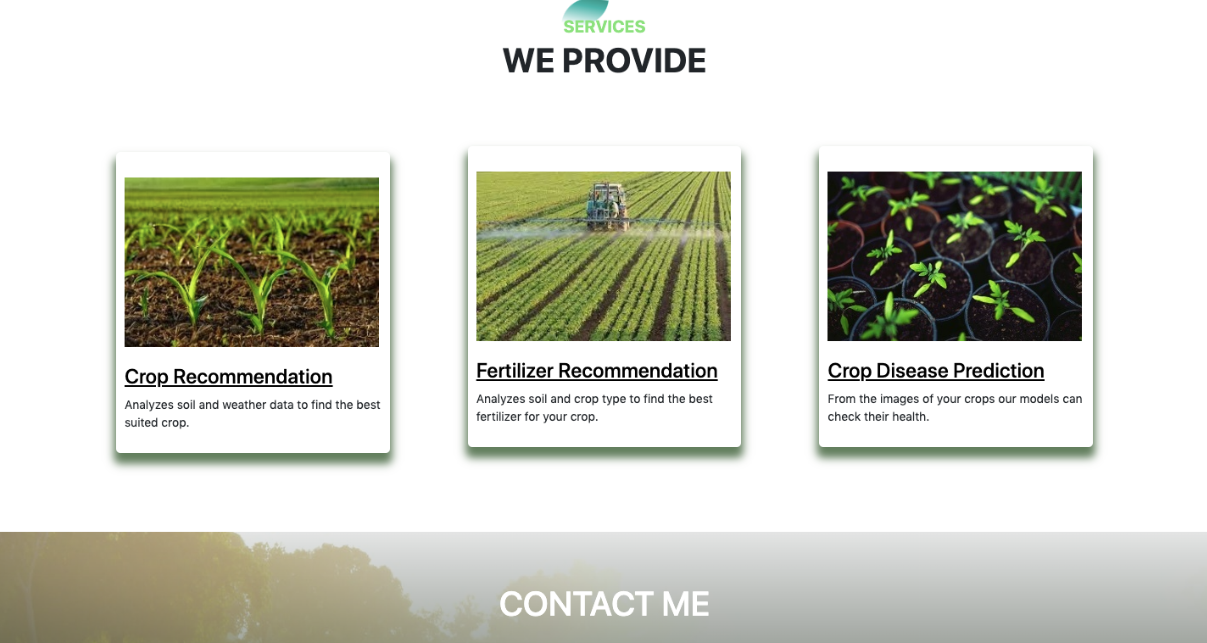 SERVICES
WE PROVIDE
Crop Recommendation
Analyzes soil and weather data to find the best
suited crop.
Fertilizer Recommendation
Analyzes soil and crop type to find the best
fertilizer for your crop.
Crop Disease Prediction
From the images of your crops our models can
check their health.
CONTACT ME